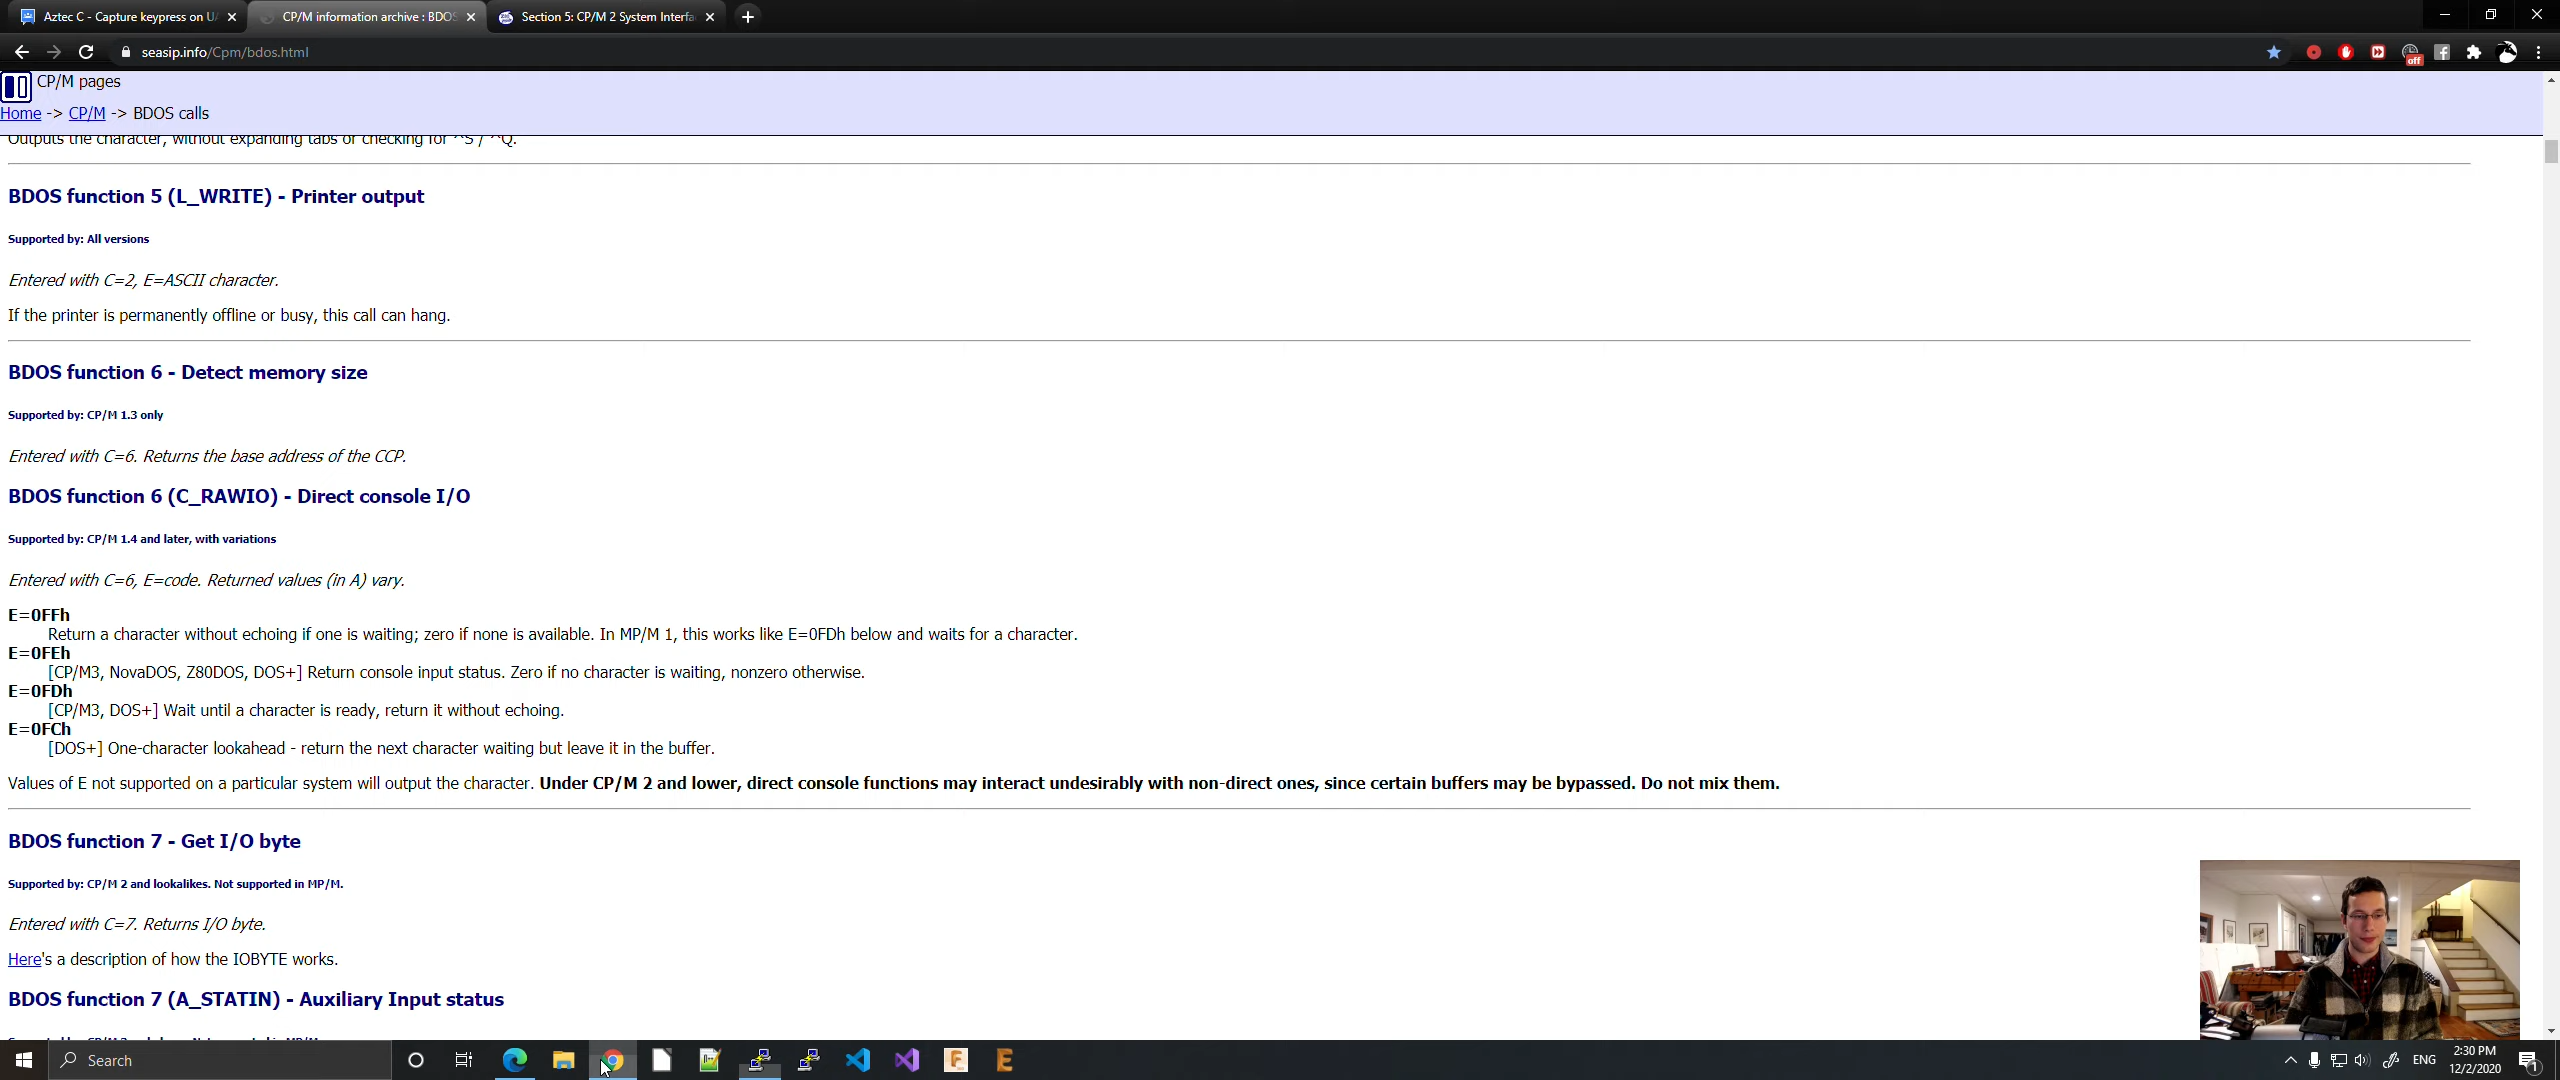 Aztec C - Capture keypress on U
CP/M information archive : BDOS
Section 5: CP/M 2 System Interfa
seasip.info/Cpm/bdos.html
off
CP/M pages
Home -> CP/M -> BDOS calls
Outputs the character, without expanding tabs or checking for ^S / ^Q.
BDOS function 5 (L_WRITE) - Printer output
Supported by: All versions
Entered with C=2, E=ASCII character.
If the printer is permanently offline or busy, this call can hang.
BDOS function 6 - Detect memory size
Supported by: CP/M 1.3 only
Entered with C=6. Returns the base address of the CCP.
BDOS function 6 (C_RAWIO) - Direct console I/O
Supported by: CP/M 1.4 and later, with variations
Entered with C=6, E=code. Returned values (in A) vary.
E=0FFh
Return a character without echoing if one is waiting; zero if none is available. In MP/M 1, this works like E=0FDh below and waits for a character.
E=0FEh
[CP/M3, NovaDOS, Z80DOS, DOS+] Return console input status. Zero if no character is waiting, nonzero otherwise.
E=0FDh
[CP/M3, DOS+] Wait until a character is ready, return it without echoing.
E=0FCh
[DOS+] One-character lookahead - return the next character waiting but leave it in the buffer.
Values of E not supported on a particular system will output the character. Under CP/M 2 and lower, direct console functions may interact undesirably with non-direct ones, since certain buffers may be bypassed. Do not mix them.
BDOS function 7 - Get I/O byte
Supported by: CP/M 2 and lookalikes. Not supported in MP/M.
Entered with C=7. Returns I/O byte.
Here's a description of how the IOBYTE works.
BDOS function 7 (A_STATIN) - Auxiliary Input status
Search
ENG
2:30 PM
12/2/2020
1